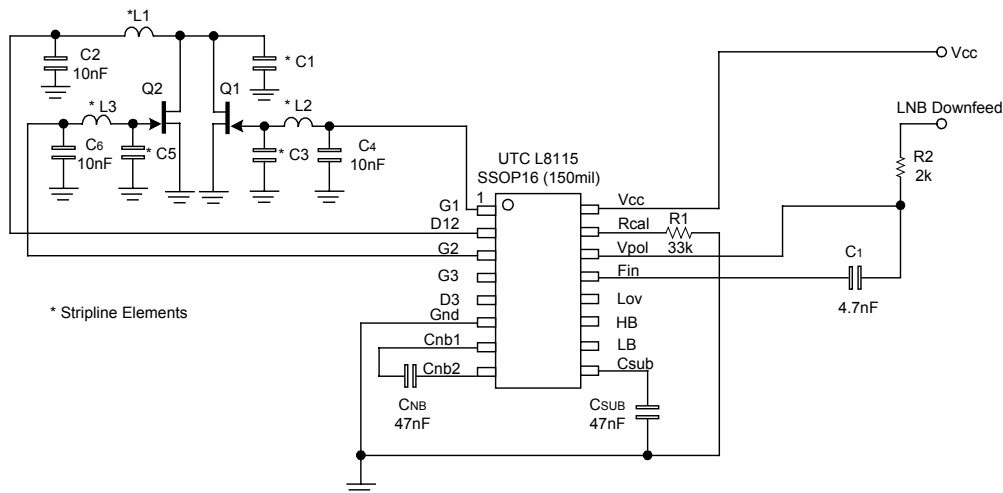 *L1
C2
10nF
* C1
Vcc
Q2
Q1
* L3
* L2
LNB Downfeed
C6
10nF
* C5
* C3
C4
10nF
R2
2k
UTC L8115
SSOP16 (150mil)
G1
1
Vcc
D12
Rcal
R1
33k
G2
Vpol
G3
Fin
C1
4.7nF
D3
Lov
* Stripline Elements
Gnd
HB
Cnb1
LB
Cnb2
Csub
CNB
47nF
CSUB
47nF